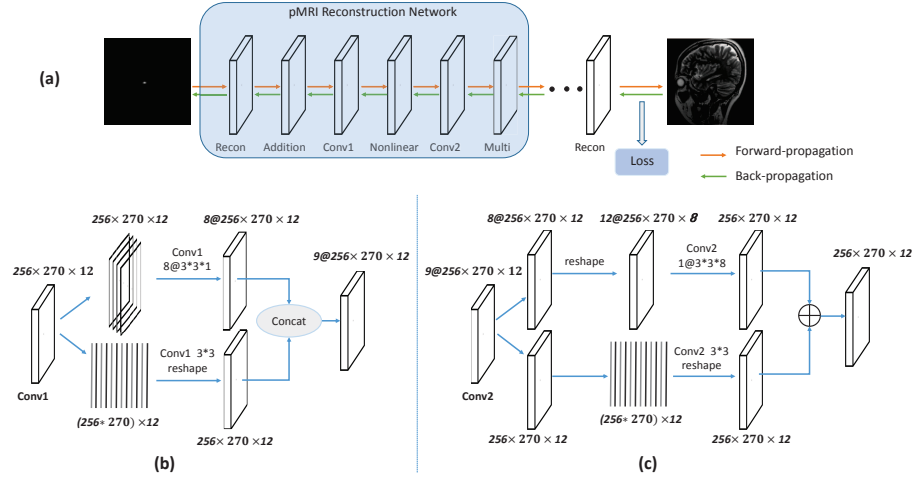 pMRI Reconstruction Network
(a)
Recon
Addition
Conv1
Nonlinear
Conv2
Multi
Recon
Loss
Forward-propagation
Back-propagation
256× 270 ×12
8@256× 270 × 12
Conv1
8@3*3*1
256× 270 × 12
9@256× 270 ×12
Concat
Conv1 3*3
reshape
Conv1
(256* 270) ×12
256× 270 ×12
(b)
8@256× 270 × 12
12@256× 270 × 8
256× 270 × 12
reshape
Conv2
1@3*3*8
256× 270 × 12
9@256× 270 ×12
Conv2 3*3
reshape
Conv2
256× 270 ×12
(256* 270) ×12
256× 270 ×12
(c)